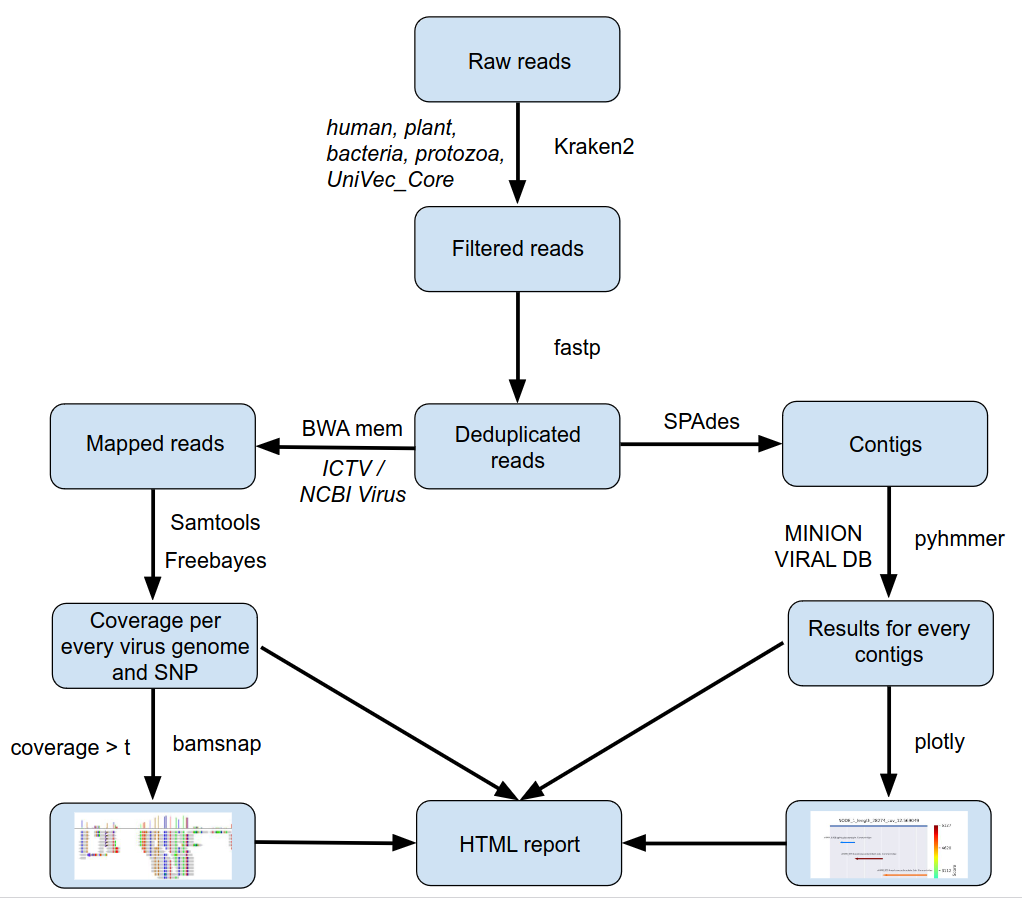 Raw reads
human, plant,
bacteria, protozoa,
UniVec_Core
Kraken2
Filtered reads
fastp
Mapped reads
BWA mem
ICTV /
NCBI Virus
Deduplicated
reads
SPAdes
Contigs
Samtools
Freebayes
MINION
VIRAL DB
pyhmmer
Coverage per
every virus genome
and SNP
Results for every
contigs
coverage > t
bamsnap
plotly
HTML report
Score